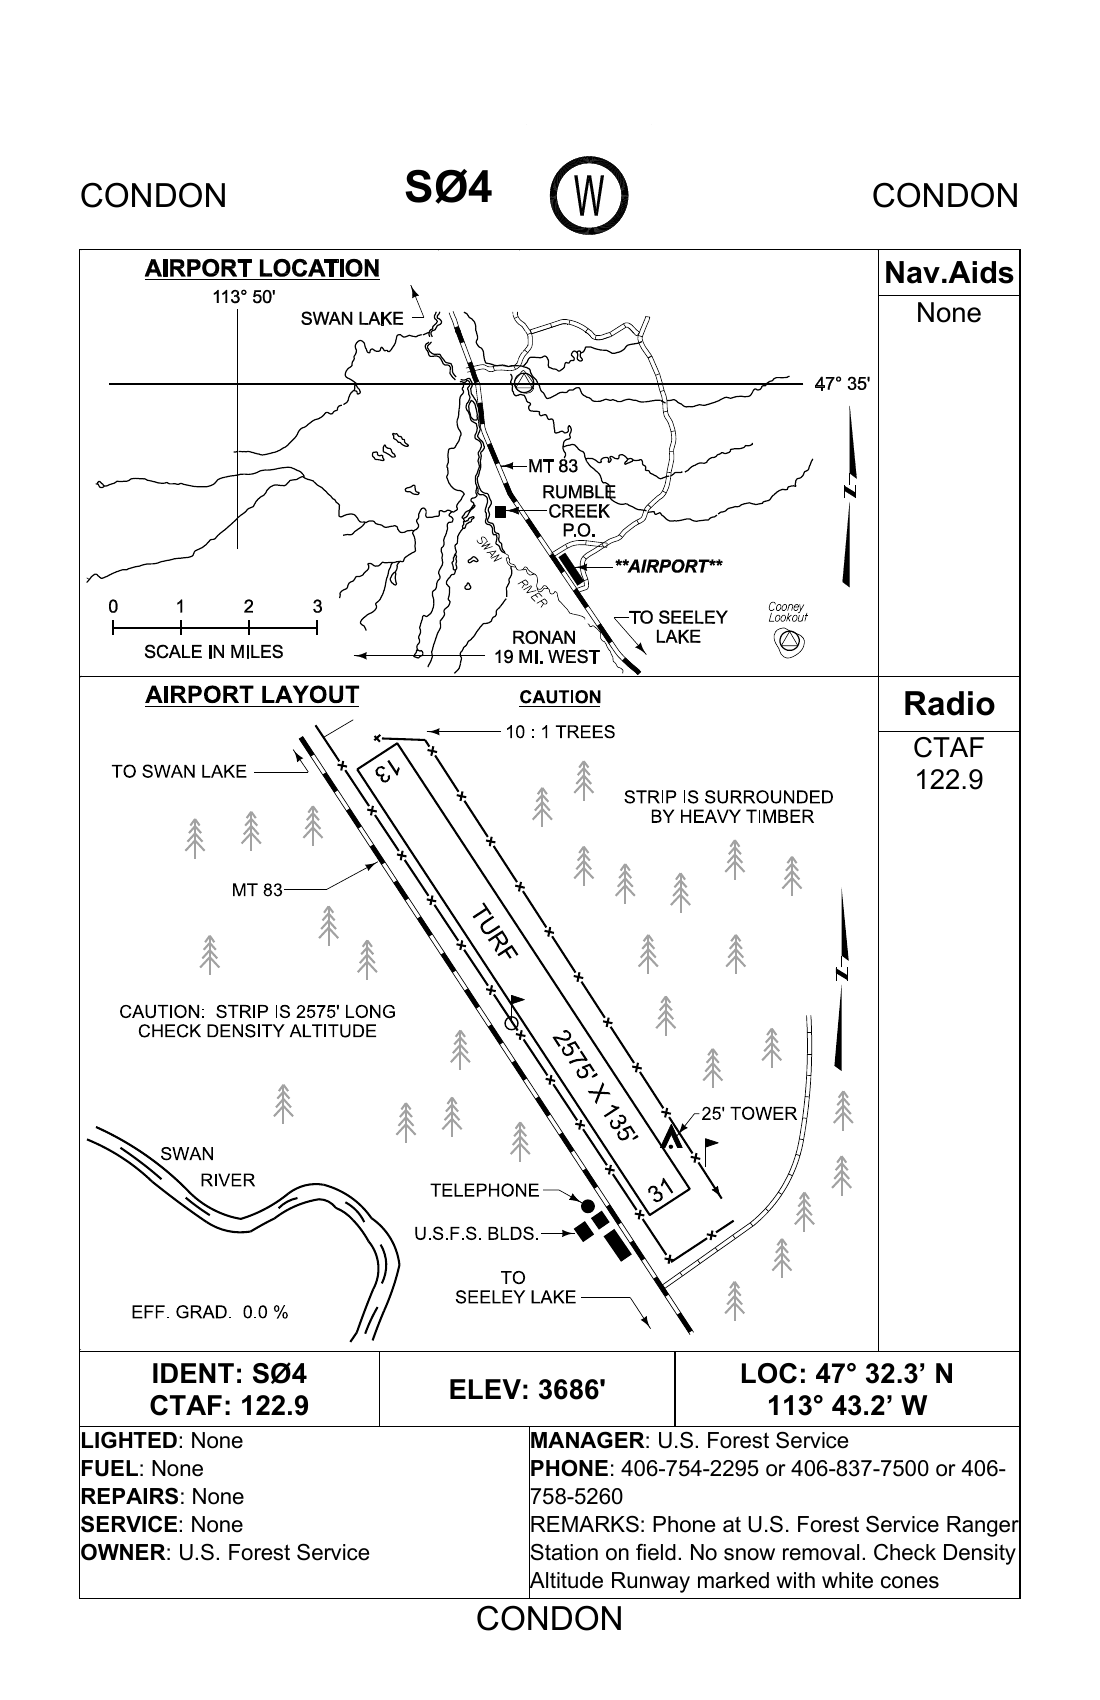 CONDON SØ4 W CONDON
AIRPORT LOCATION
Nav.Aids
None
113° 50'
SWAN LAKE
47° 35'
MT 83
RUMBLE
CREEK
P.O.
SWAN
RIVER
**AIRPORT**
N
0 1 2 3
SCALE IN MILES
TO SEELEY
LAKE
RONAN
19 MI. WEST
Cooney
Lookout
AIRPORT LAYOUT
CAUTION
Radio
CTAF
122.9
10 : 1 TREES
13
TO SWAN LAKE
STRIP IS SURROUNDED
BY HEAVY TIMBER
MT 83
TURF
N
CAUTION: STRIP IS 2575' LONG
CHECK DENSITY ALTITUDE
2575' X 135'
25' TOWER
SWAN
RIVER
TELEPHONE
31
U.S.F.S. BLDS.
TO
SEELEY LAKE
EFF. GRAD. 0.0 %
IDENT: SØ4
CTAF: 122.9
ELEV: 3686'
LOC: 47° 32.3’ N
113° 43.2’ W
LIGHTED: None
FUEL: None
REPAIRS: None
SERVICE: None
OWNER: U.S. Forest Service
MANAGER: U.S. Forest Service
PHONE: 406-754-2295 or 406-837-7500 or 406-
758-5260
REMARKS: Phone at U.S. Forest Service Ranger
Station on field. No snow removal. Check Density
Altitude Runway marked with white cones
CONDON